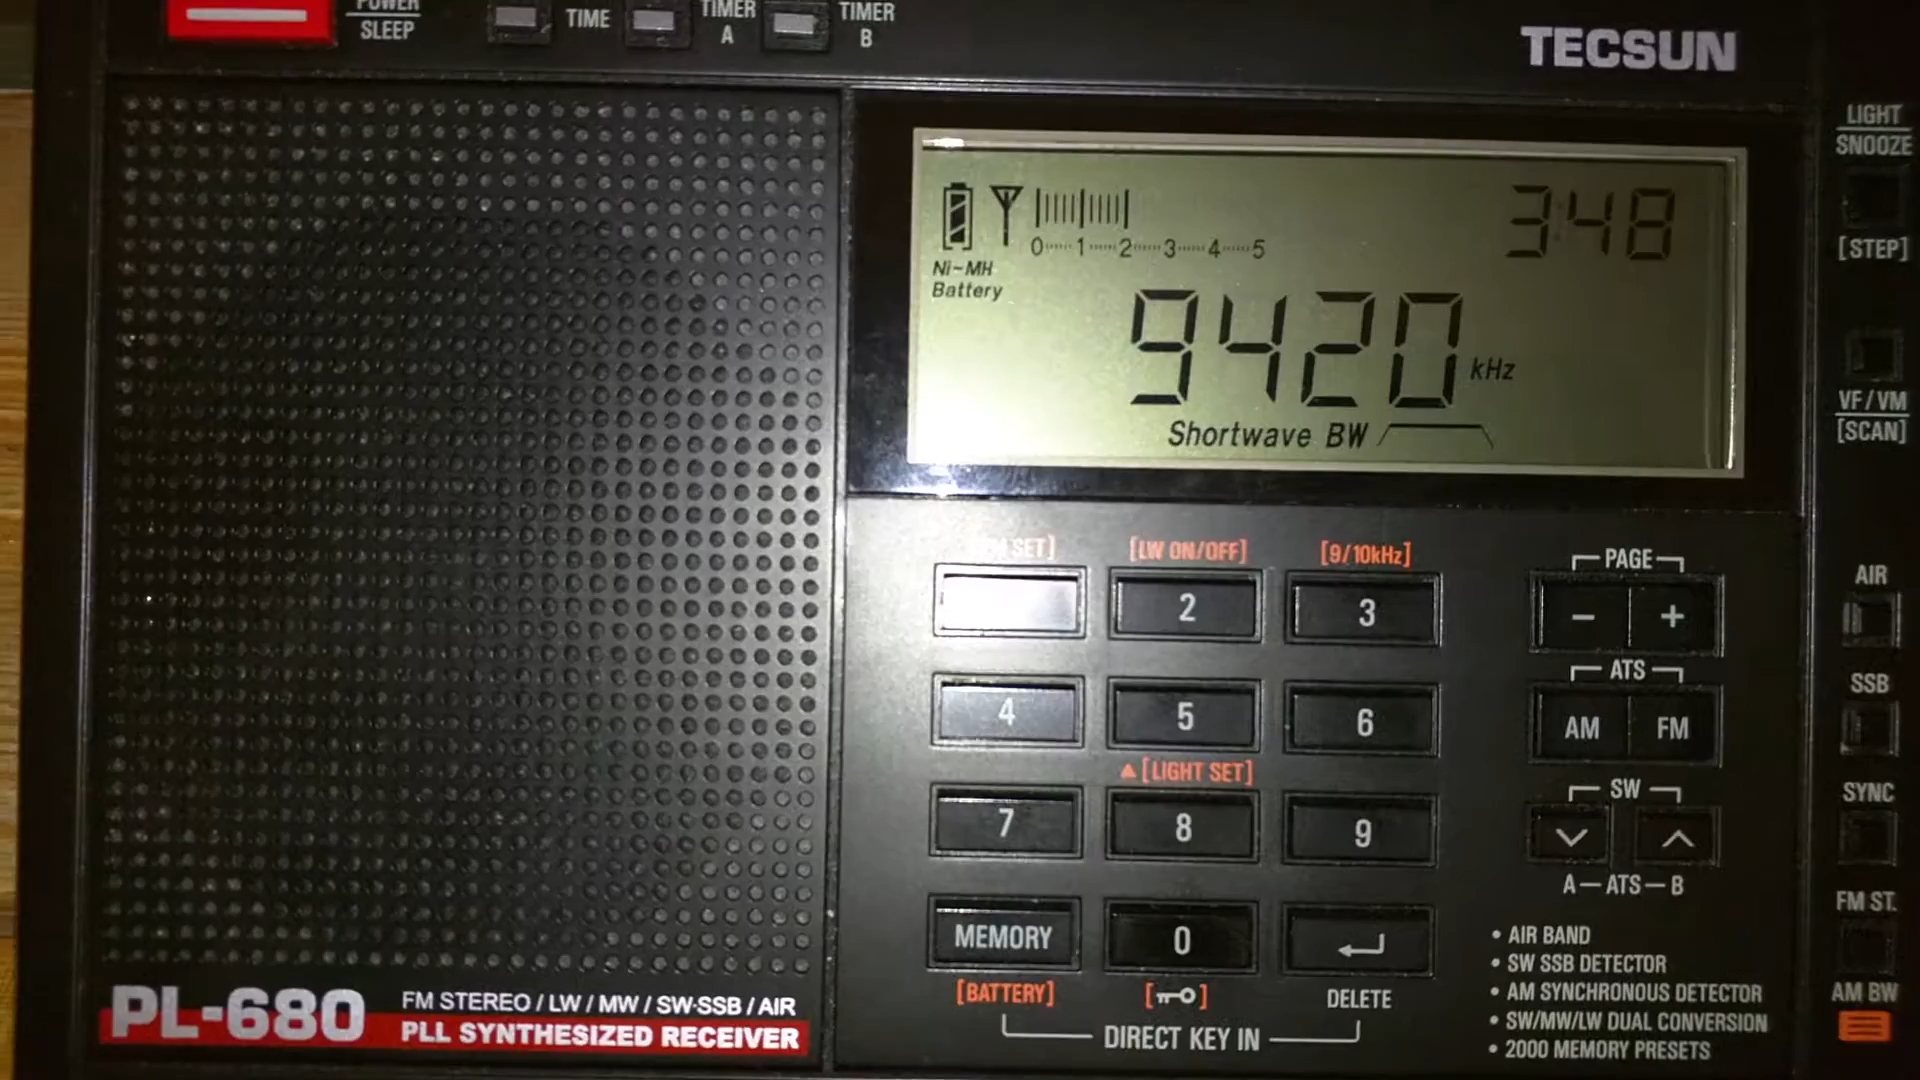 POWER
SLEEP
TIME
TIMER
A
TIMER
B
TECSUN
LIGHT
SNOOZE
[STEP]
VF/VM
[SCAN]
3:48
0 1 2 3 4 5
Ni-MH
Battery
9420 kHz
Shortwave BW
SET]
[LW ON/OFF]
[9/10kHz]
2
3
4
5
6
▲[LIGHT SET]
7
8
9
MEMORY
0
[BATTERY]
DELETE
DIRECT KEY IN
PAGE
- +
ATS
AM FM
SW
A-ATS-B
• AIR BAND
• SW SSB DETECTOR
• AM SYNCHRONOUS DETECTOR
• SW/MW/LW DUAL CONVERSION
• 2000 MEMORY PRESETS
AIR
SSB
SYNC
FM ST.
AM BW
PL-680
FM STEREO / LW / MW / SW-SSB / AIR
PLL SYNTHESIZED RECEIVER